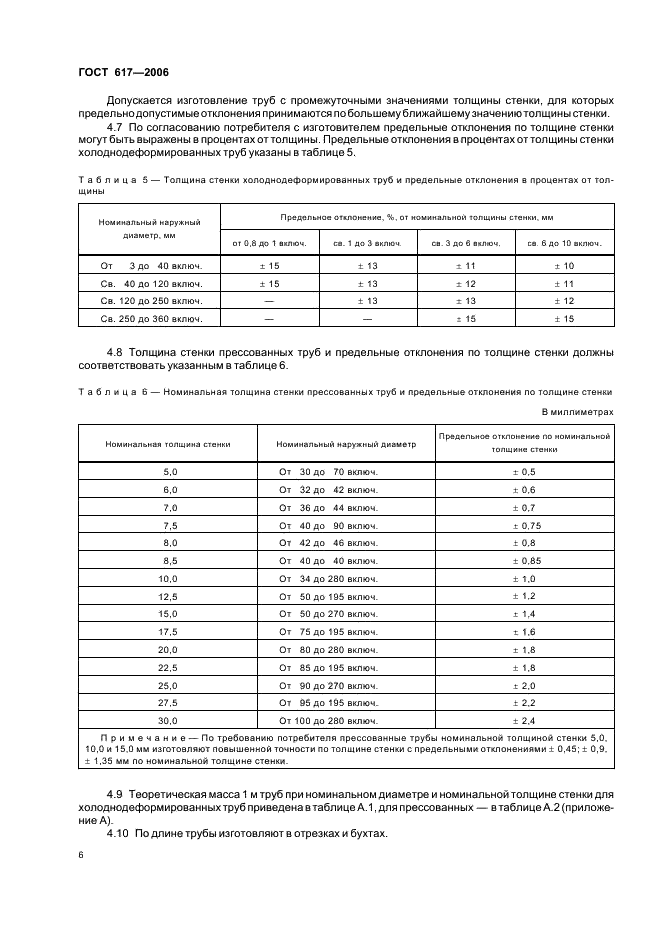 ГОСТ 617—2006
Допускается изготовление труб с промежуточными значениями толщины стенки, для которых
предельно допустимые отклонения принимаются по большему ближайшему значению толщины стенки.
4.7 По согласованию потребителя с изготовителем предельные отклонения по толщине стенки
могут быть выражены в процентах от толщины. Предельные отклонения в процентах от толщины стенки
холоднодеформированных труб указаны в таблице 5.
Т а б л и ц а 5 — Толщина стенки холоднодеформированных труб и предельные отклонения в процентах от тол-
щины
Номинальный наружный
диаметр, мм
Предельное отклонение, %, от номинальной толщины стенки, мм
от 0,8 до 1 включ. св. 1 до 3 включ. св. 3 до 6 включ. св. 6 до 10 включ.
От 3 до 40 включ. ± 15 ± 13 ± 11 ± 10
Св. 40 до 120 включ. ± 15 ± 13 ± 12 ± 11
Св. 120 до 250 включ. — ± 13 ± 13 ± 12
Св. 250 до 360 включ. — — ± 15 ± 15
4.8 Толщина стенки прессованных труб и предельные отклонения по толщине стенки должны
соответствовать указанным в таблице 6.
Т а б л и ц а 6 — Номинальная толщина стенки прессованных труб и предельные отклонения по толщине стенки
В миллиметрах
Номинальная толщина стенки Номинальный наружный диаметр Предельное отклонение по номинальной
толщине стенки
5,0 От 30 до 70 включ. ± 0,5
6,0 От 32 до 42 включ. ± 0,6
7,0 От 36 до 44 включ. ± 0,7
7,5 От 40 до 90 включ. ± 0,75
8,0 От 42 до 46 включ. ± 0,8
8,5 От 40 до 40 включ. ± 0,85
10,0 От 34 до 280 включ. ± 1,0
12,5 От 50 до 195 включ. ± 1,2
15,0 От 50 до 270 включ. ± 1,4
17,5 От 75 до 195 включ. ± 1,6
20,0 От 80 до 280 включ. ± 1,8
22,5 От 85 до 195 включ. ± 1,8
25,0 От 90 до 270 включ. ± 2,0
27,5 От 95 до 195 включ. ± 2,2
30,0 От 100 до 280 включ. ± 2,4
П р и м е ч а н и е — По требованию потребителя прессованные трубы номинальной толщиной стенки 5,0,
10,0 и 15,0 мм изготовляют повышенной точности по толщине стенки с предельными отклонениями ± 0,45; ± 0,9,
± 1,35 мм по номинальной толщине стенки.
4.9 Теоретическая масса 1 м труб при номинальном диаметре и номинальной толщине стенки для
холоднодеформированных труб приведена в таблице А.1, для прессованных — в таблице А.2 (приложе-
ние А).
4.10 По длине трубы изготовляют в отрезках и бухтах.
6